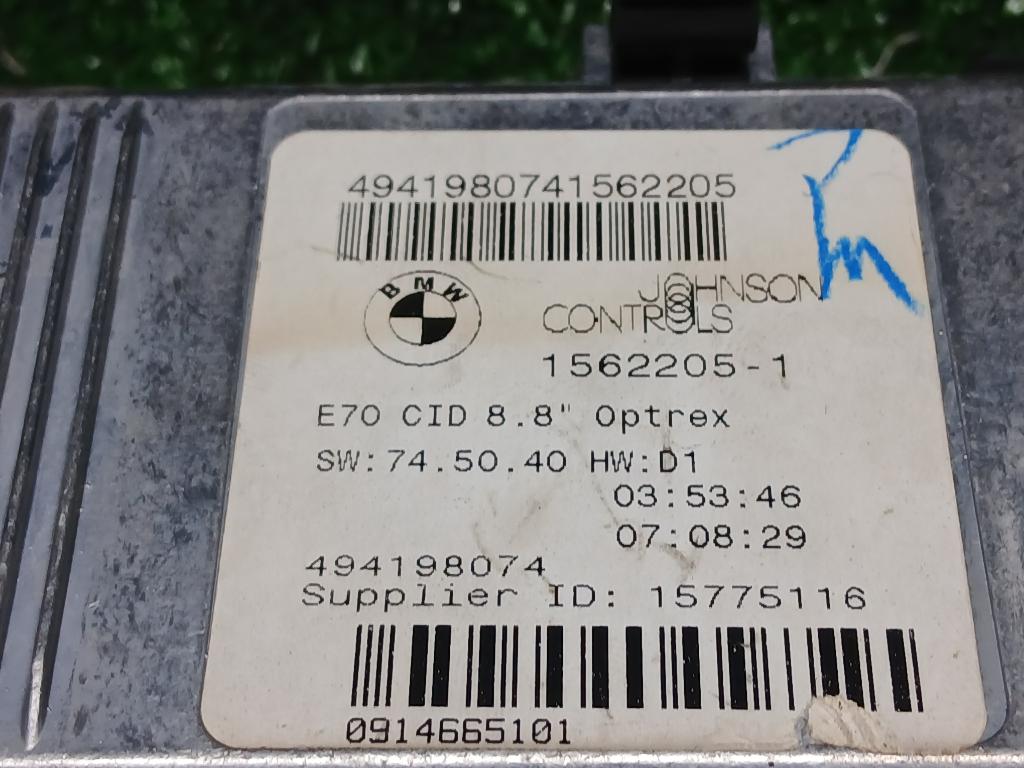 4941980741562205
BMW
JOHNSON
CONTROLS
1562205-1
E70 CID 8.8" Optrex
SW:74.50.40 HW:D1
03:53:46
07:08:29
494198074
Supplier ID: 15775116
0914665101